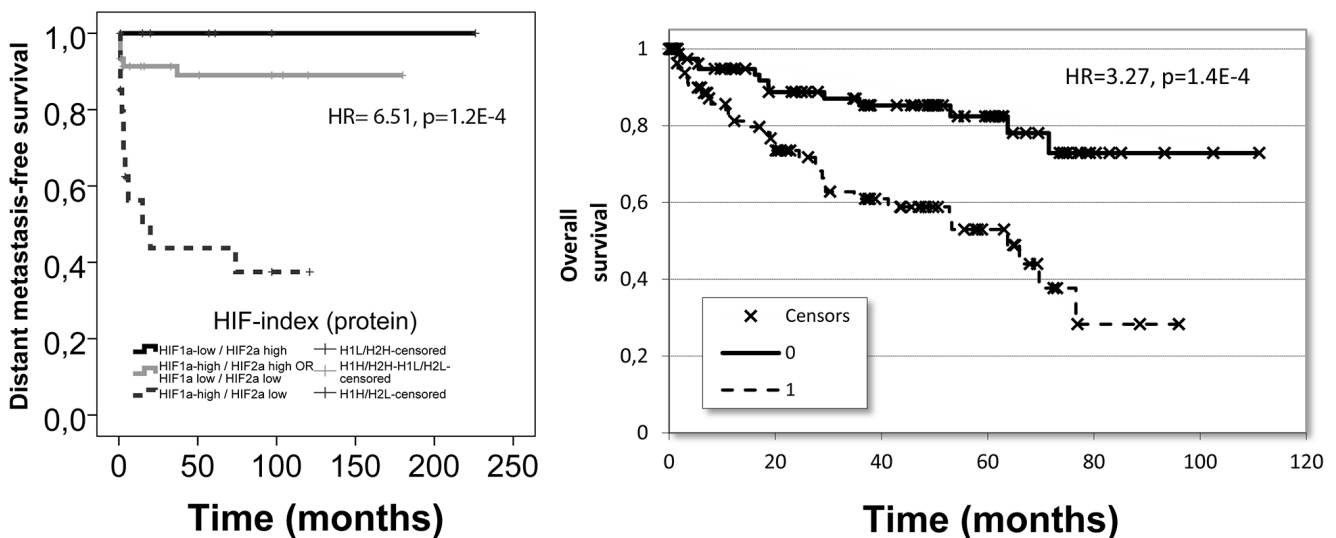 Distant metastasis-free survival
1,0
0,8
0,6
0,4
0,2
0,0
HR= 6.51, p=1.2E-4
HIF-index (protein)
HIF1a-low / HIF2a high
HIF1a-high / HIF2a high OR
HIF1a low / HIF2a low
HIF1a-high / HIF2a low
H1L/H2H-censored
H1H/H2H-H1L/H2L-
censored
H1H/H2L-censored
0 50 100 150 200 250
Time (months)
Overall
survival
1
0,8
0,6
0,4
0,2
0
HR=3.27, p=1.4E-4
Censors
0
1
0 20 40 60 80 100 120
Time (months)